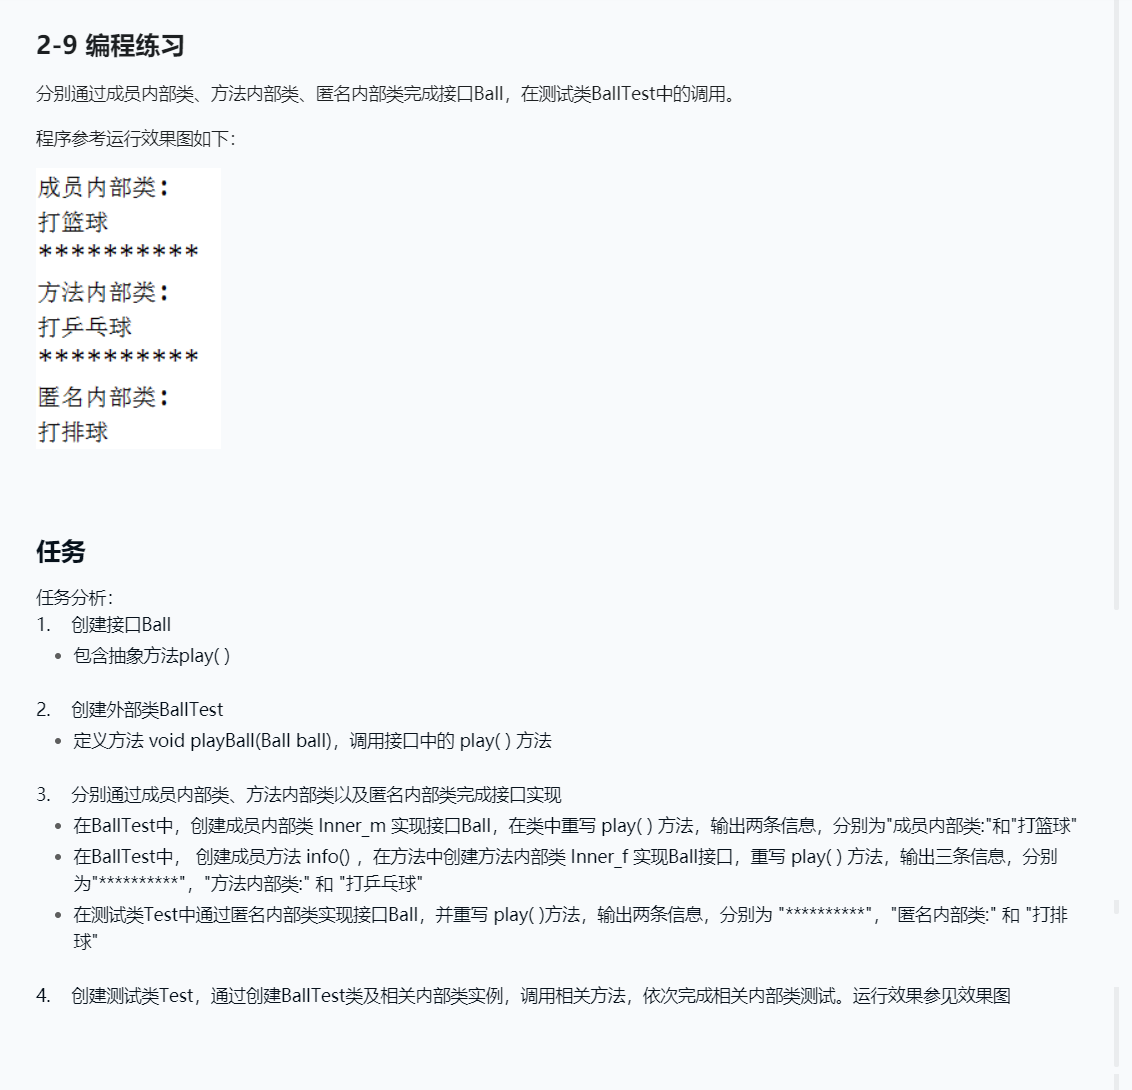 2-9 编程练习
分别通过成员内部类、方法内部类、匿名内部类完成接口Ball，在测试类BallTest中的调用。
程序参考运行效果图如下：
成员内部类：
打篮球
**********
方法内部类：
打乒乓球
**********
匿名内部类：
打排球
任务
任务分析：
1. 创建接口Ball
• 包含抽象方法play( )
2. 创建外部类BallTest
• 定义方法 void playBall(Ball ball)，调用接口中的 play( ) 方法
3. 分别通过成员内部类、方法内部类以及匿名内部类完成接口实现
• 在BallTest中，创建成员内部类 Inner_m 实现接口Ball，在类中重写 play( ) 方法，输出两条信息，分别为"成员内部类:"和"打篮球"
• 在BallTest中， 创建成员方法 info() ，在方法中创建方法内部类 Inner_f 实现Ball接口，重写 play( ) 方法，输出三条信息，分别
为"**********"，"方法内部类:" 和 "打乒乓球"
• 在测试类Test中通过匿名内部类实现接口Ball，并重写 play( )方法，输出两条信息，分别为 "**********"，"匿名内部类:" 和 "打排
球"
4. 创建测试类Test，通过创建BallTest类及相关内部类实例，调用相关方法，依次完成相关内部类测试。运行效果参见效果图